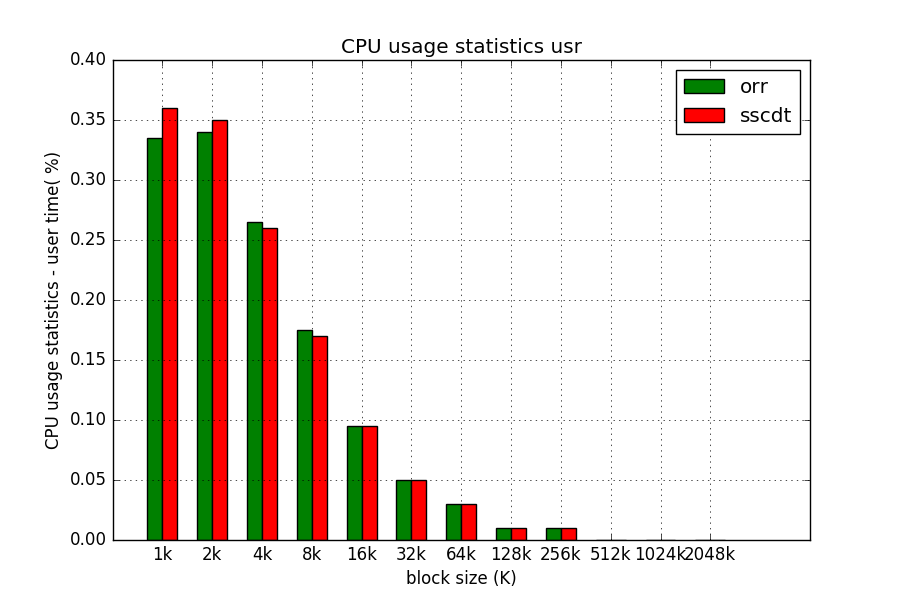 CPU usage statistics usr
orr
sscdt
CPU usage statistics - user time( %)
0.40
0.35
0.30
0.25
0.20
0.15
0.10
0.05
0.00
1k 2k 4k 8k 16k 32k 64k 128k 256k 512k 1024k 2048k
block size (K)